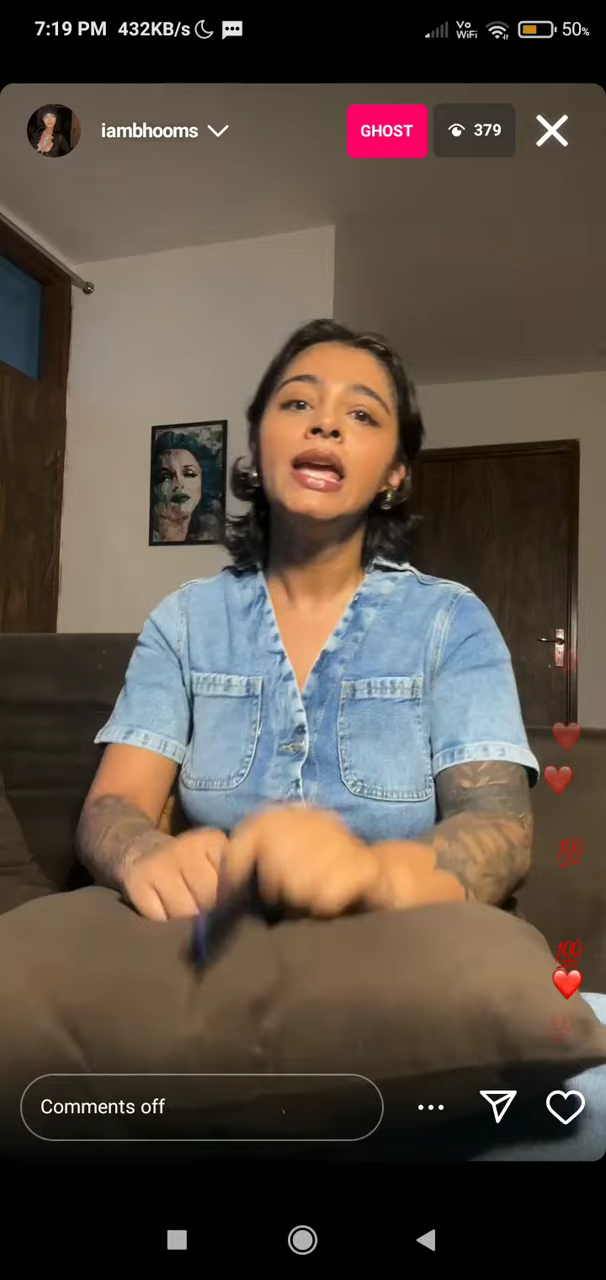 7:19 PM 432KB/s Vo WiFi 50%
iambhooms GHOST 379
💯
💯
Comments off